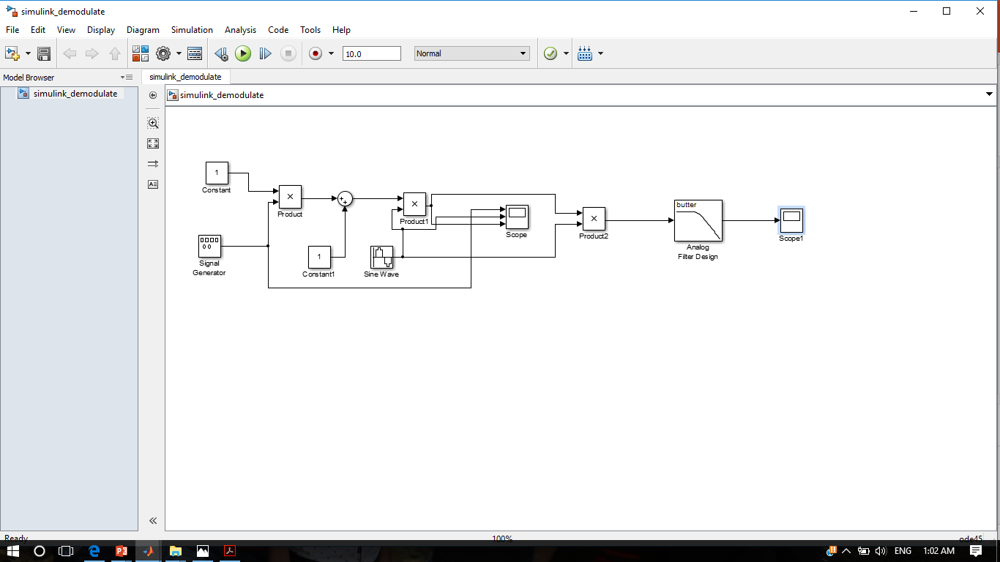 simulink_demodulate
File Edit View Display Diagram Simulation Analysis Code Tools Help
10.0
Normal
Model Browser
simulink_demodulate
simulink_demodulate
simulink_demodulate
1
Constant
×
Product
Signal
Generator
1
Constant1
×
Product1
Sine Wave
Scope
×
Product2
butter
Analog
Filter Design
Scope1
Ready
100%
ode45
ENG
1:02 AM